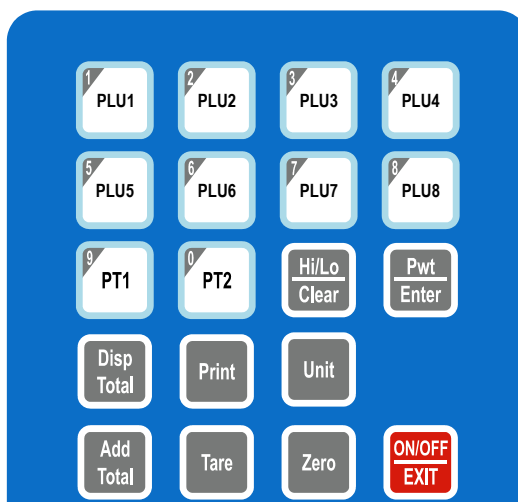 1 PLU1
2 PLU2
3 PLU3
4 PLU4
5 PLU5
6 PLU6
7 PLU7
8 PLU8
9 PT1
0 PT2
Hi/Lo
Clear
Pwt
Enter
Disp
Total
Print
Unit
Add
Total
Tare
Zero
ON/OFF
EXIT